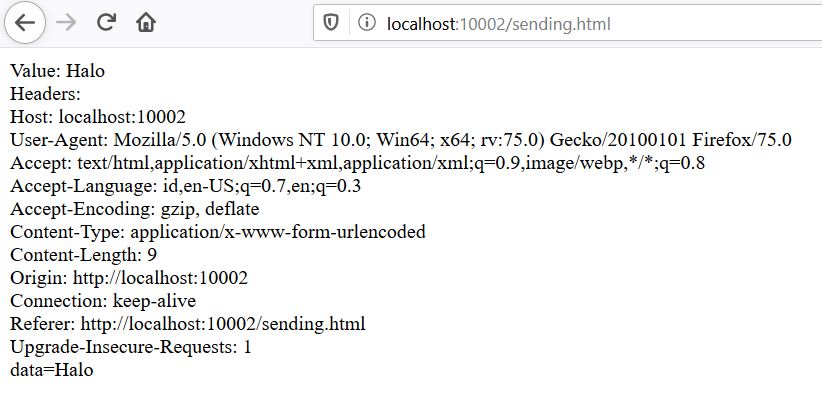 localhost:10002/sending.html
Value: Halo
Headers:
Host: localhost:10002
User-Agent: Mozilla/5.0 (Windows NT 10.0; Win64; x64; rv:75.0) Gecko/20100101 Firefox/75.0
Accept: text/html,application/xhtml+xml,application/xml;q=0.9,image/webp,*/*;q=0.8
Accept-Language: id,en-US;q=0.7,en;q=0.3
Accept-Encoding: gzip, deflate
Content-Type: application/x-www-form-urlencoded
Content-Length: 9
Origin: http://localhost:10002
Connection: keep-alive
Referer: http://localhost:10002/sending.html
Upgrade-Insecure-Requests: 1
data=Halo